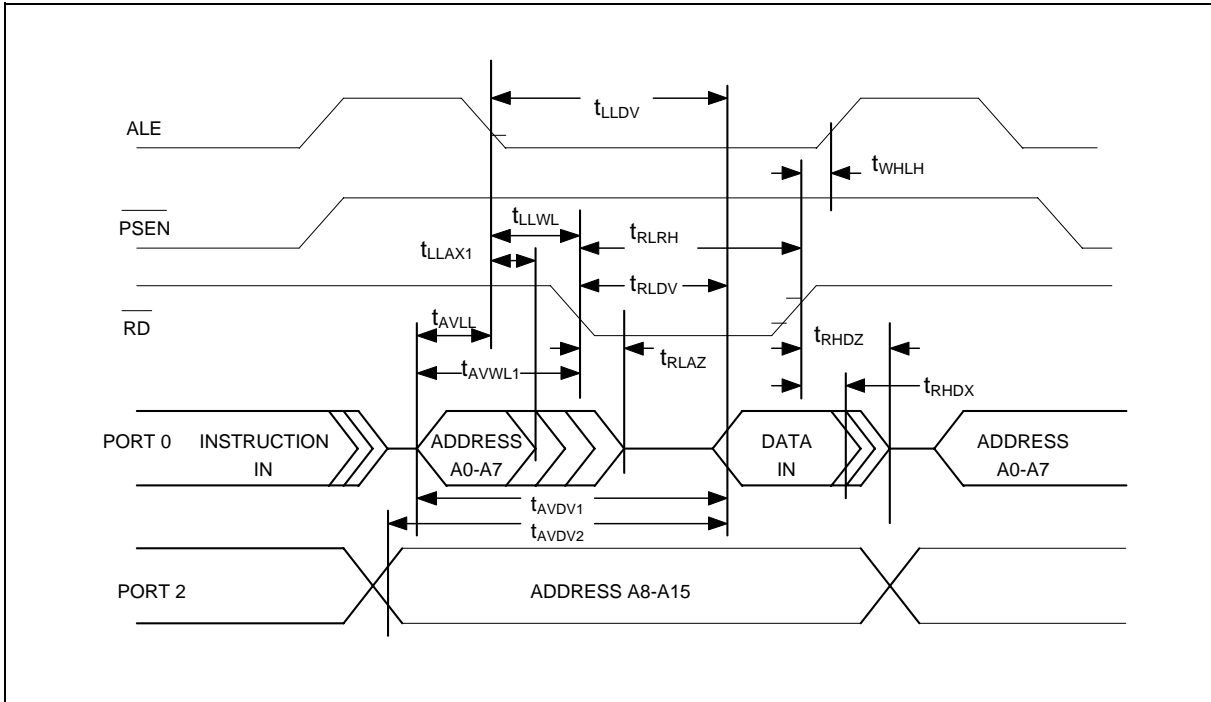 tLLDV
ALE
tWHLH
PSEN
tLLWL
tRLRH
tLLAX1
tRLDV
RD
tAVLL
tRHDZ
tRLAZ
tAVWL1
tRHDX
PORT 0
INSTRUCTION
IN
ADDRESS
A0-A7
DATA
IN
ADDRESS
A0-A7
tAVDV1
tAVDV2
PORT 2
ADDRESS A8-A15